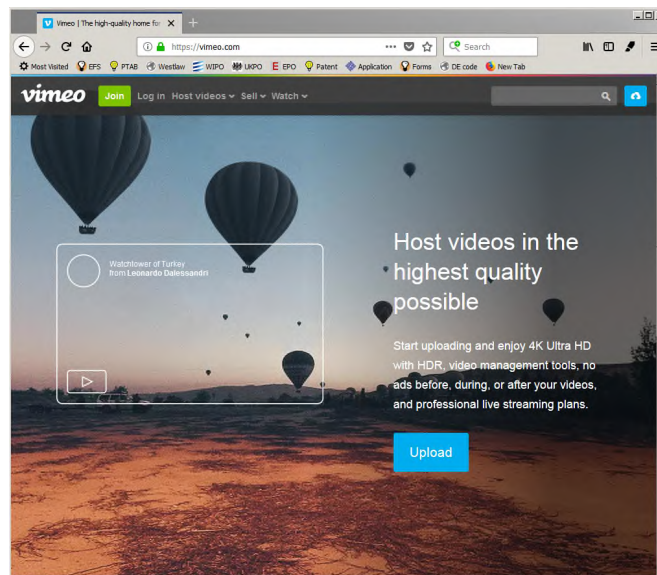 Vimeo | The high-quality home for
https://vimeo.com
Search
Most Visited EFS PTAB Westlaw WIPO UKPO EPO Patent Application Forms DE code New Tab
vimeo Join Log in Host videos Sell Watch
Host videos in the
highest quality
possible
Watchtower of Turkey
from Leonardo Dalessandri
Start uploading and enjoy 4K Ultra HD
with HDR, video management tools, no
ads before, during, or after your videos,
and professional live streaming plans.
Upload